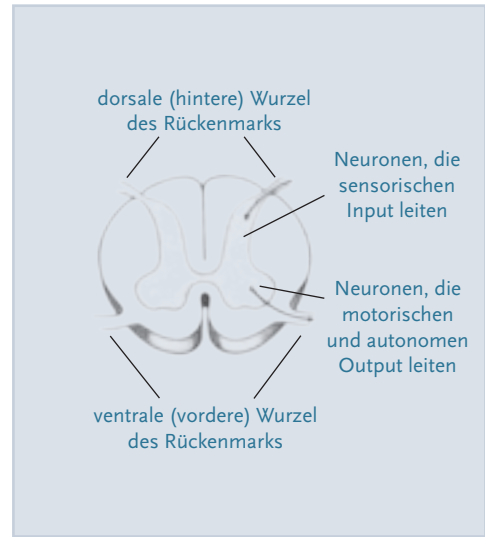 dorsale (hintere) Wurzel
des Rückenmarks
Neuronen, die
sensorischen
Input leiten
Neuronen, die
motorischen
und autonomen
Output leiten
ventrale (vordere) Wurzel
des Rückenmarks